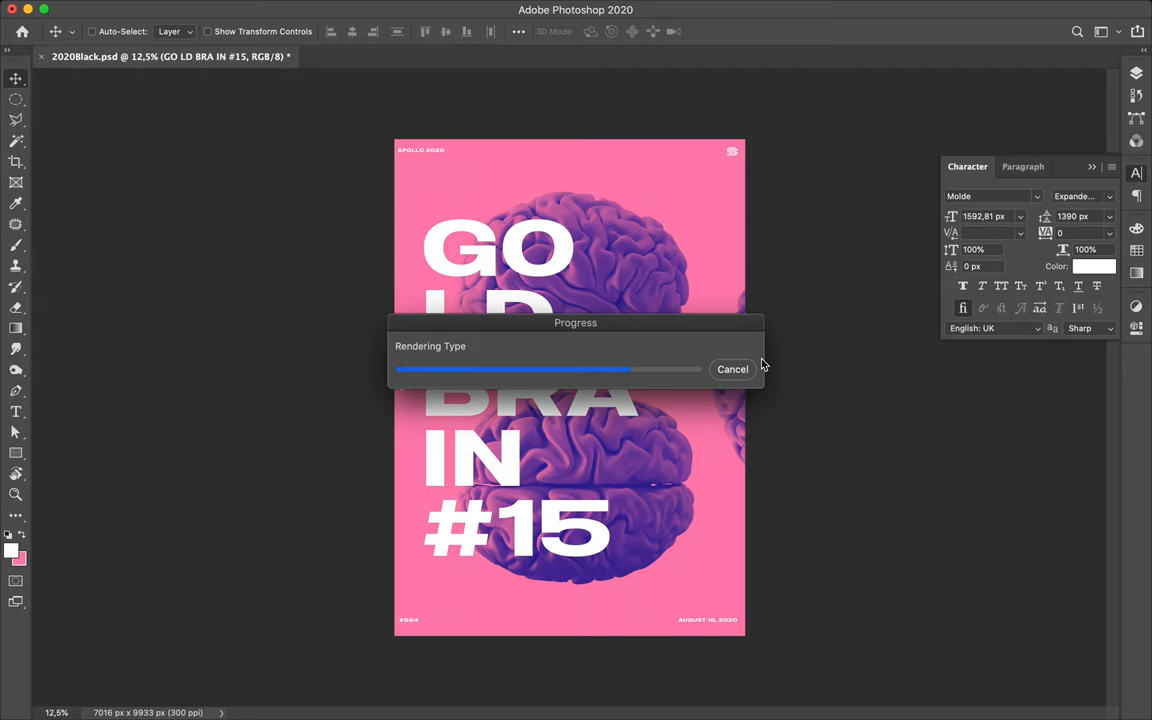 Adobe Photoshop 2020
Auto-Select: Layer Show Transform Controls 3D Mode:
2020Black.psd @ 12,5% (GO LD BRA IN #15, RGB/8) *
APOLLO 2020
GO
LD
BRA
IN
#15
#564
AUGUST 16, 2020
Progress
Rendering Type
Cancel
Character Paragraph
Molde Expande...
1592,81 px 1390 px
0
100% 100%
0 px Color:
English: UK Sharp
12,5% 7016 px x 9933 px (300 ppi)